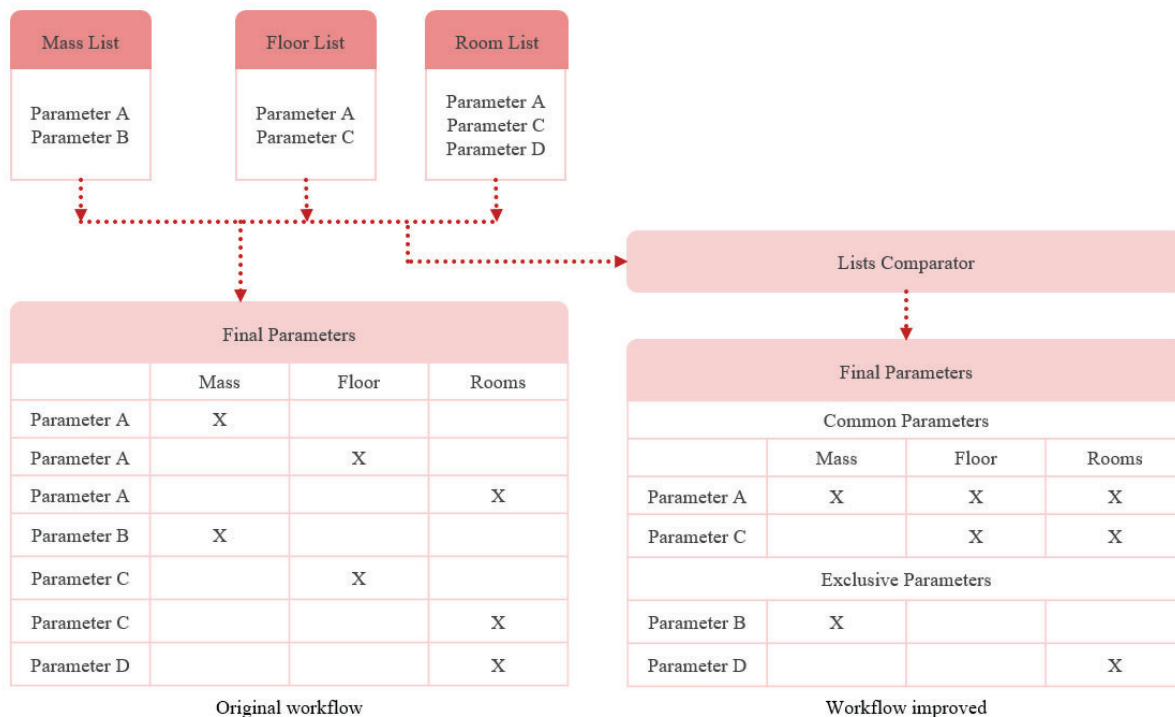 Mass List
Parameter A
Parameter B
Floor List
Parameter A
Parameter C
Room List
Parameter A
Parameter C
Parameter D
Final Parameters
Mass Floor Rooms
Parameter A X
Parameter A X
Parameter A X
Parameter B X
Parameter C X
Parameter C X
Parameter D X
Original workflow
Lists Comparator
Final Parameters
Common Parameters
Mass Floor Rooms
Parameter A X X X
Parameter C X X
Exclusive Parameters
Parameter B X
Parameter D X
Workflow improved